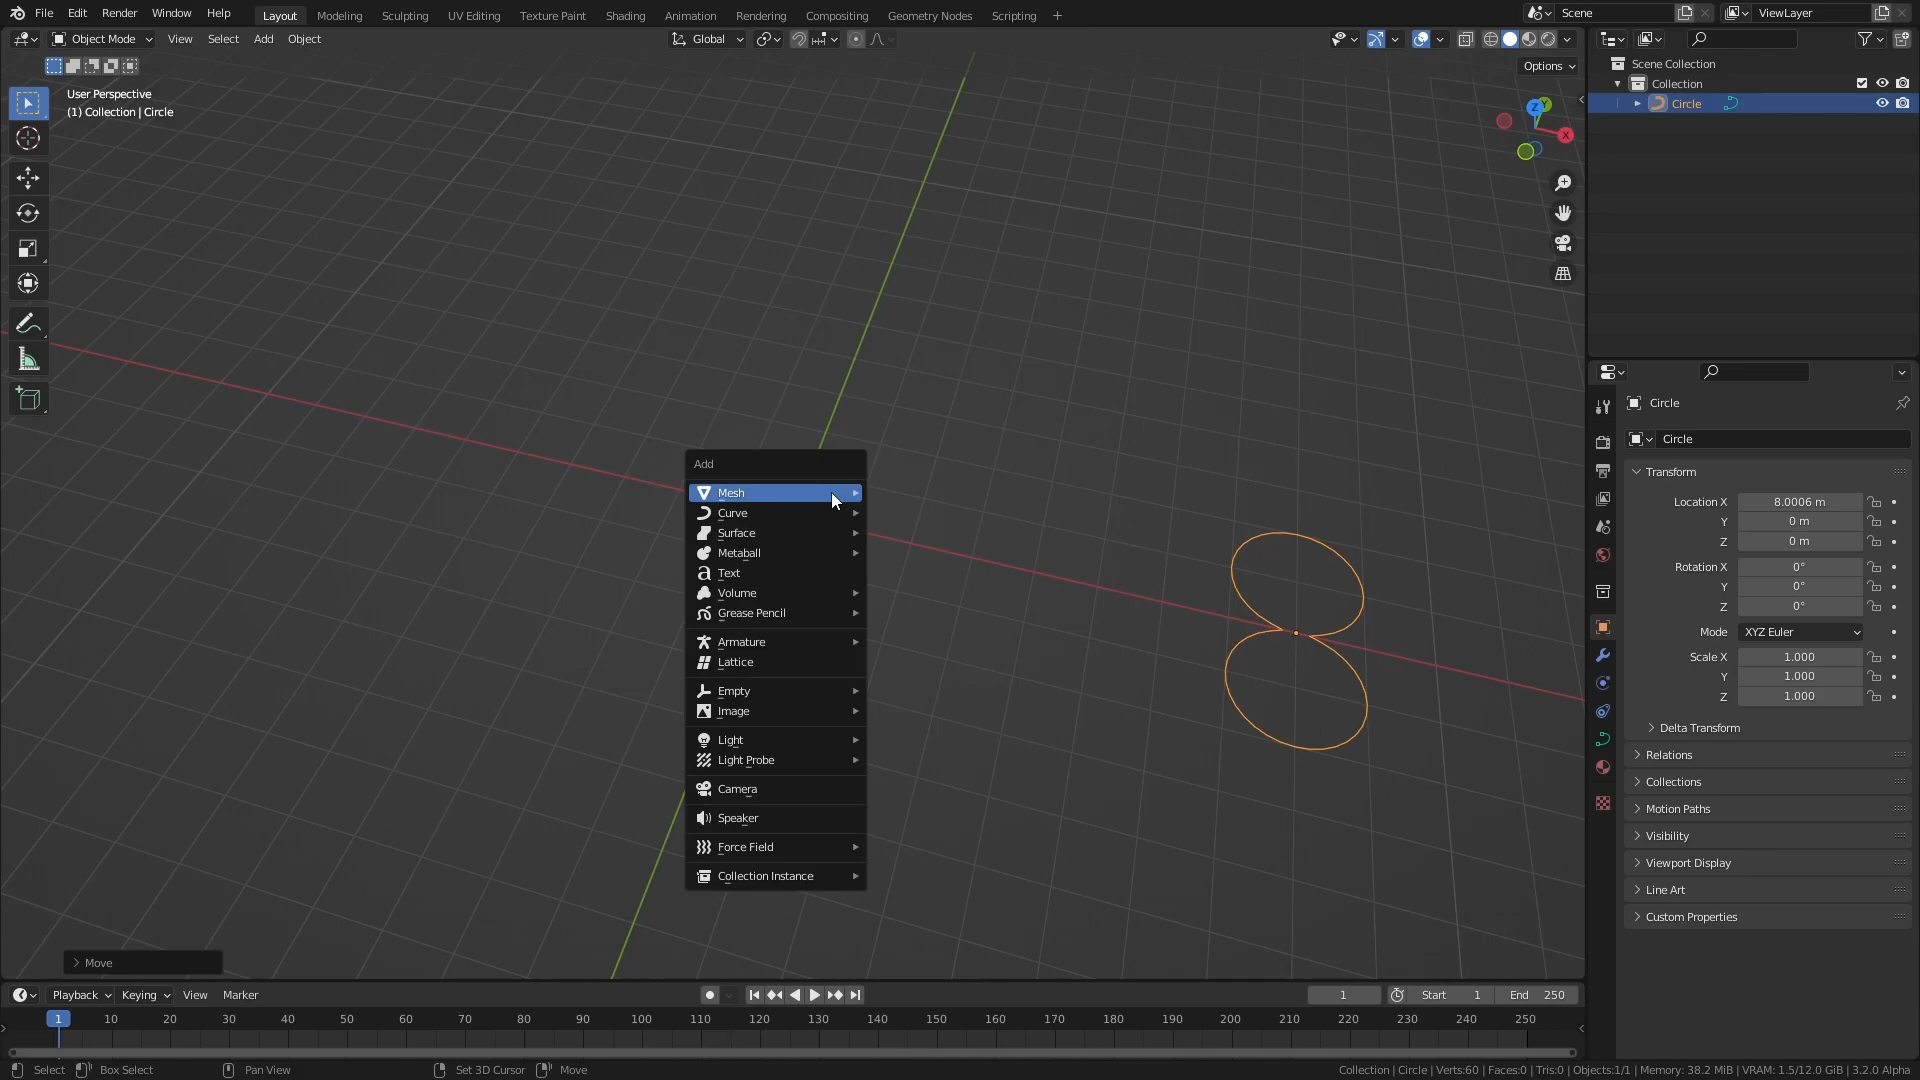 File Edit Render Window Help Layout Modeling Sculpting UV Editing Texture Paint Shading Animation Rendering Compositing Geometry Nodes Scripting + Scene ViewLayer
Object Mode View Select Add Object Global
Options
User Perspective
(1) Collection | Circle
Z
Y
X
Scene Collection
Collection
Circle
Add
Mesh
Curve
Surface
Metaball
Text
Volume
Grease Pencil
Armature
Lattice
Empty
Image
Light
Light Probe
Camera
Speaker
Force Field
Collection Instance
Move
Circle
Circle
Transform
Location X 8.0006 m
Y 0 m
Z 0 m
Rotation X 0°
Y 0°
Z 0°
Mode XYZ Euler
Scale X 1.000
Y 1.000
Z 1.000
Delta Transform
Relations
Collections
Motion Paths
Visibility
Viewport Display
Line Art
Custom Properties
Playback Keying View Marker 1 Start 1 End 250
1 10 20 30 40 50 60 70 80 90 100 110 120 130 140 150 160 170 180 190 200 210 220 230 240 250
Select Box Select Pan View Set 3D Cursor Move Collection | Circle | Verts:60 | Faces:0 | Tris:0 | Objects:1/1 | Memory: 38.2 MiB | VRAM: 1.5/12.0 GiB | 3.2.0 Alpha